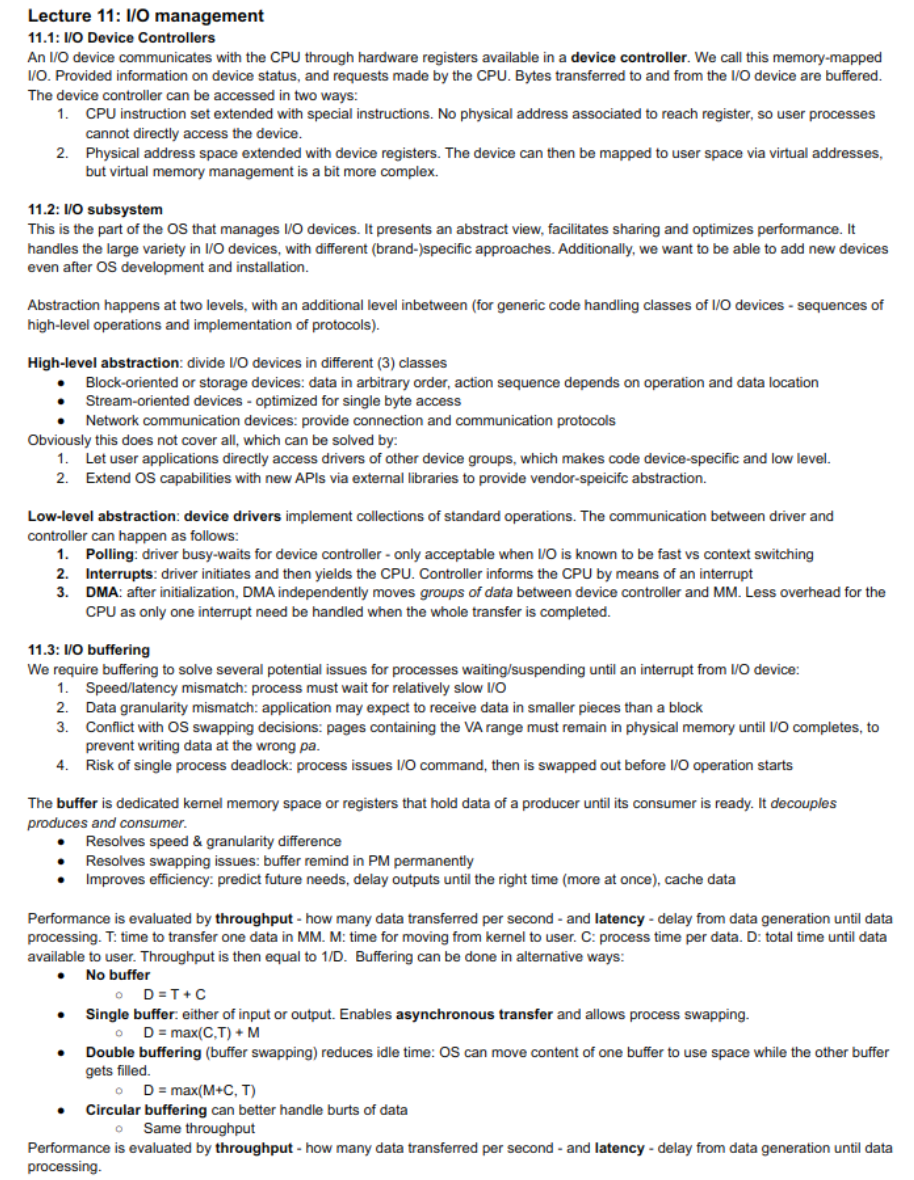 Lecture 11: I/O management
11.1: I/O Device Controllers
An I/O device communicates with the CPU through hardware registers available in a device controller. We call this memory-mapped
I/O. Provided information on device status, and requests made by the CPU. Bytes transferred to and from the I/O device are buffered.
The device controller can be accessed in two ways:
1. CPU instruction set extended with special instructions. No physical address associated to reach register, so user processes
cannot directly access the device.
2. Physical address space extended with device registers. The device can then be mapped to user space via virtual addresses,
but virtual memory management is a bit more complex.
11.2: I/O subsystem
This is the part of the OS that manages I/O devices. It presents an abstract view, facilitates sharing and optimizes performance. It
handles the large variety in I/O devices, with different (brand-)specific approaches. Additionally, we want to be able to add new devices
even after OS development and installation.
Abstraction happens at two levels, with an additional level inbetween (for generic code handling classes of I/O devices - sequences of
high-level operations and implementation of protocols).
High-level abstraction: divide I/O devices in different (3) classes
● Block-oriented or storage devices: data in arbitrary order, action sequence depends on operation and data location
● Stream-oriented devices - optimized for single byte access
● Network communication devices: provide connection and communication protocols
Obviously this does not cover all, which can be solved by:
1. Let user applications directly access drivers of other device groups, which makes code device-specific and low level.
2. Extend OS capabilities with new APIs via external libraries to provide vendor-speicifc abstraction.
Low-level abstraction: device drivers implement collections of standard operations. The communication between driver and
controller can happen as follows:
1. Polling: driver busy-waits for device controller - only acceptable when I/O is known to be fast vs context switching
2. Interrupts: driver initiates and then yields the CPU. Controller informs the CPU by means of an interrupt
3. DMA: after initialization, DMA independently moves groups of data between device controller and MM. Less overhead for the
CPU as only one interrupt need be handled when the whole transfer is completed.
11.3: I/O buffering
We require buffering to solve several potential issues for processes waiting/suspending until an interrupt from I/O device:
1. Speed/latency mismatch: process must wait for relatively slow I/O
2. Data granularity mismatch: application may expect to receive data in smaller pieces than a block
3. Conflict with OS swapping decisions: pages containing the VA range must remain in physical memory until I/O completes, to
prevent writing data at the wrong pa.
4. Risk of single process deadlock: process issues I/O command, then is swapped out before I/O operation starts
The buffer is dedicated kernel memory space or registers that hold data of a producer until its consumer is ready. It decouples
produces and consumer.
● Resolves speed & granularity difference
● Resolves swapping issues: buffer remind in PM permanently
● Improves efficiency: predict future needs, delay outputs until the right time (more at once), cache data
Performance is evaluated by throughput - how many data transferred per second - and latency - delay from data generation until data
processing. T: time to transfer one data in MM. M: time for moving from kernel to user. C: process time per data. D: total time until data
available to user. Throughput is then equal to 1/D. Buffering can be done in alternative ways:
● No buffer
○ D = T + C
● Single buffer: either of input or output. Enables asynchronous transfer and allows process swapping.
○ D = max(C,T) + M
● Double buffering (buffer swapping) reduces idle time: OS can move content of one buffer to use space while the other buffer
gets filled.
○ D = max(M+C, T)
● Circular buffering can better handle burts of data
○ Same throughput
Performance is evaluated by throughput - how many data transferred per second - and latency - delay from data generation until data
processing.